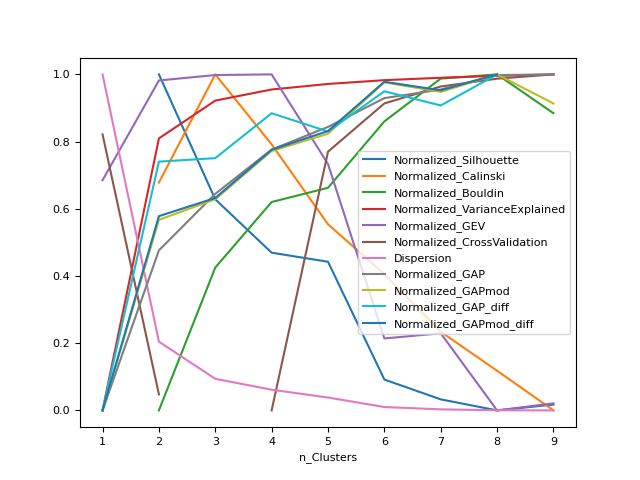 1.0
0.8
0.6
0.4
0.2
0.0
Normalized_Silhouette
Normalized_Calinski
Normalized_Bouldin
Normalized_VarianceExplained
Normalized_GEV
Normalized_CrossValidation
Dispersion
Normalized_GAP
Normalized_GAPmod
Normalized_GAP_diff
Normalized_GAPmod_diff
1 2 3 4 5 6 7 8 9
n_Clusters